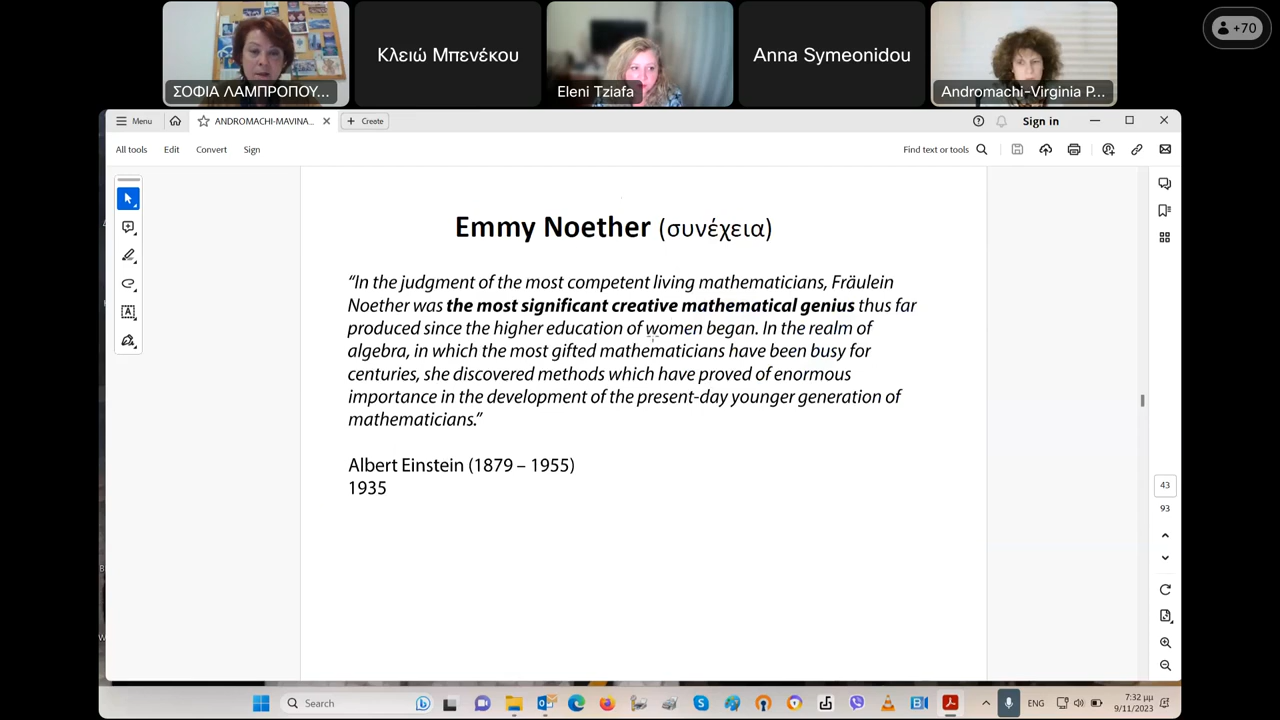 +70
ΣΟΦΙΑ ΛΑΜΠΡΟΠΟΥ...
Κλειώ Μπενέκου
Eleni Tziafa
Anna Symeonidou
Andromachi-Virginia P...
Menu
ANDROMACHI-MAVINA...
Create
Sign in
All tools
Edit
Convert
Sign
Find text or tools
Emmy Noether (συνέχεια)
“In the judgment of the most competent living mathematicians, Fräulein
Noether was the most significant creative mathematical genius thus far
produced since the higher education of women began. In the realm of
algebra, in which the most gifted mathematicians have been busy for
centuries, she discovered methods which have proved of enormous
importance in the development of the present-day younger generation of
mathematicians.”
Albert Einstein (1879 – 1955)
1935
43
93
Search
ENG
7:32 μμ
9/11/2023